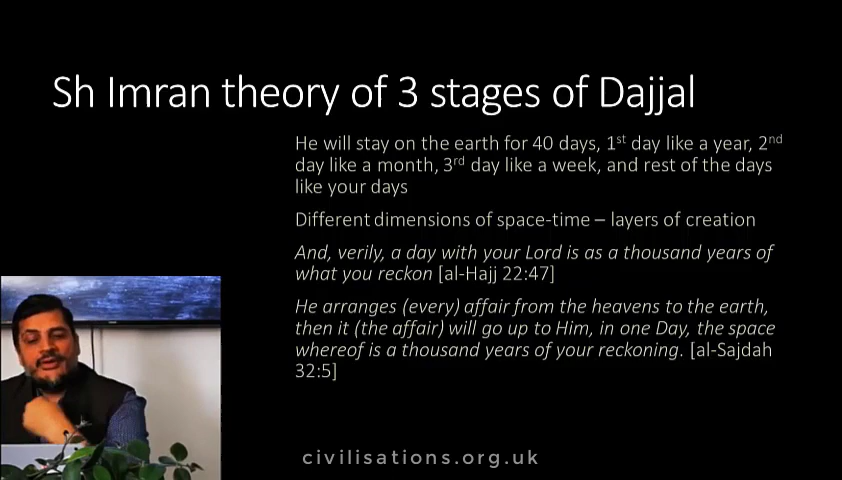 Sh Imran theory of 3 stages of Dajjal
He will stay on the earth for 40 days, 1st day like a year, 2nd
day like a month, 3rd day like a week, and rest of the days
like your days
Different dimensions of space-time – layers of creation
And, verily, a day with your Lord is as a thousand years of
what you reckon [al-Hajj 22:47]
He arranges (every) affair from the heavens to the earth,
then it (the affair) will go up to Him, in one Day, the space
whereof is a thousand years of your reckoning. [al-Sajdah
32:5]
civilisations.org.uk